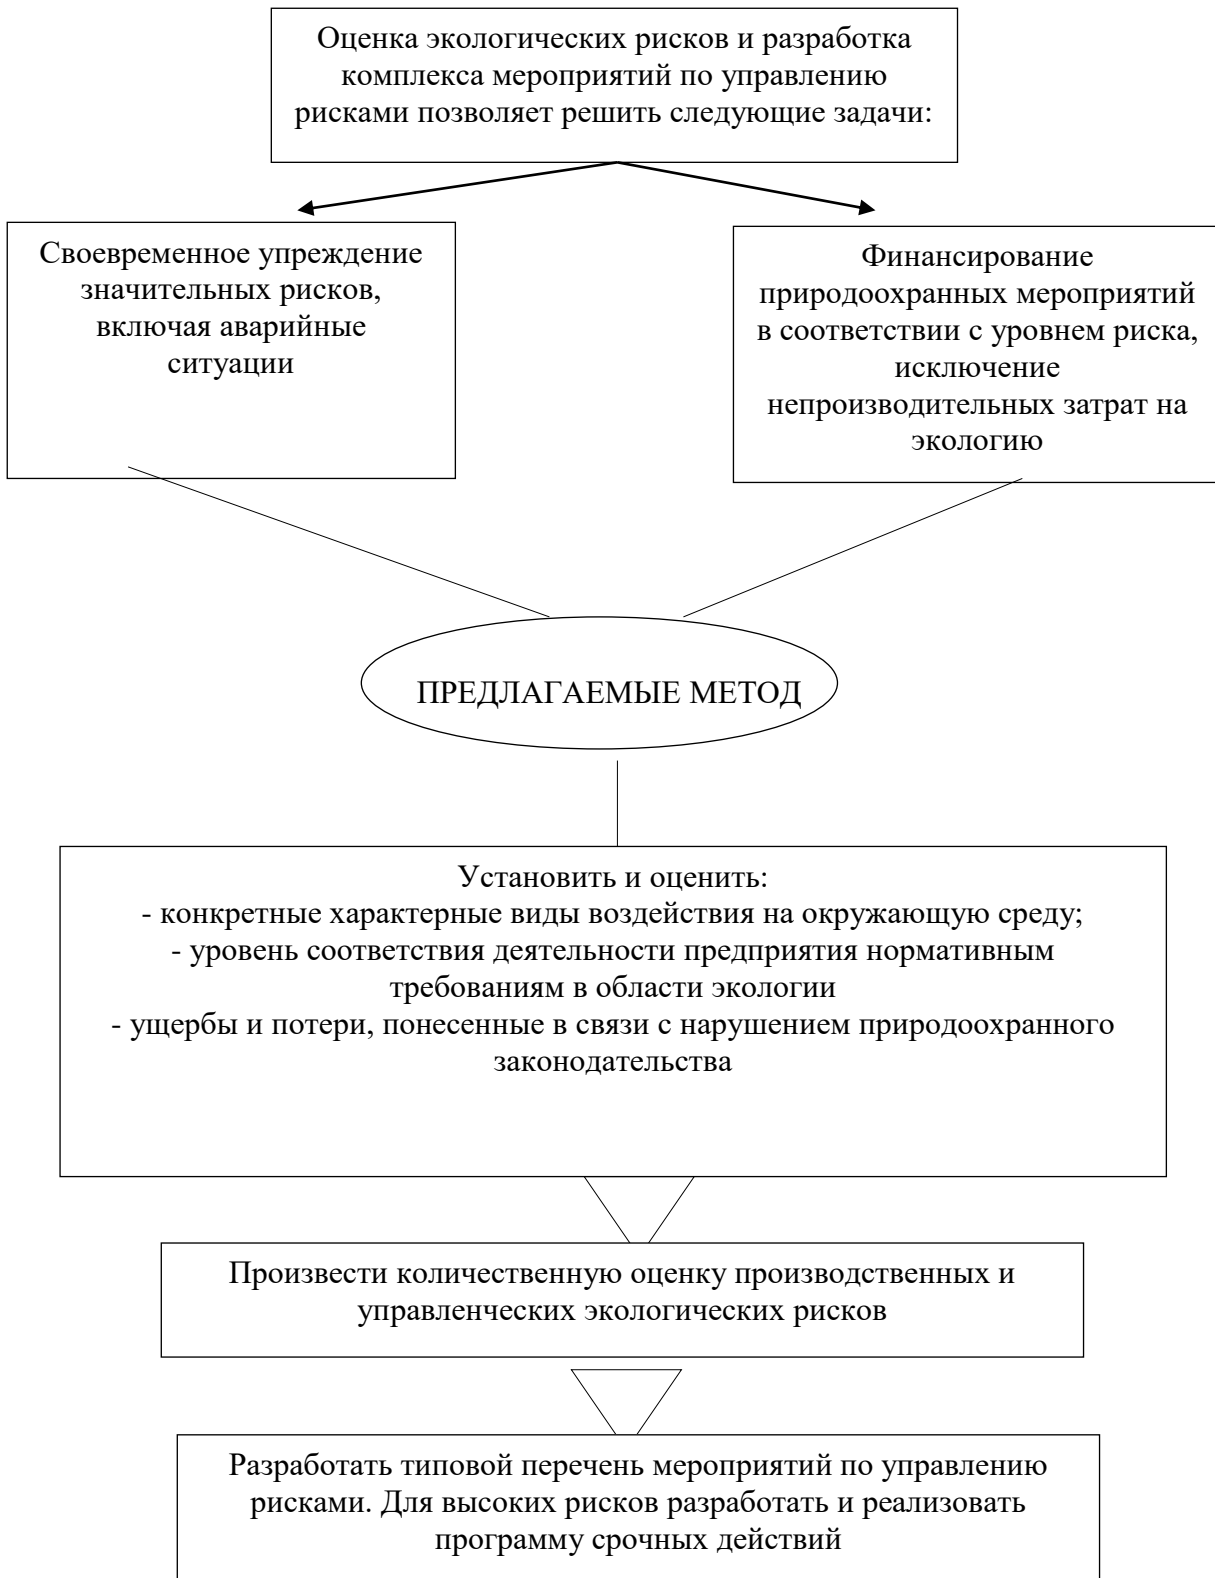 Оценка экологических рисков и разработка
комплекса мероприятий по управлению
рисками позволяет решить следующие задачи:
Своевременное упреждение
значительных рисков,
включая аварийные
ситуации
Финансирование
природоохранных мероприятий
в соответствии с уровнем риска,
исключение
непроизводительных затрат на
экологию
ПРЕДЛАГАЕМЫЕ МЕТОД
Установить и оценить:
- конкретные характерные виды воздействия на окружающую среду;
- уровень соответствия деятельности предприятия нормативным
требованиям в области экологии
- ущербы и потери, понесенные в связи с нарушением природоохранного
законодательства
Произвести количественную оценку производственных и
управленческих экологических рисков
Разработать типовой перечень мероприятий по управлению
рисками. Для высоких рисков разработать и реализовать
программу срочных действий